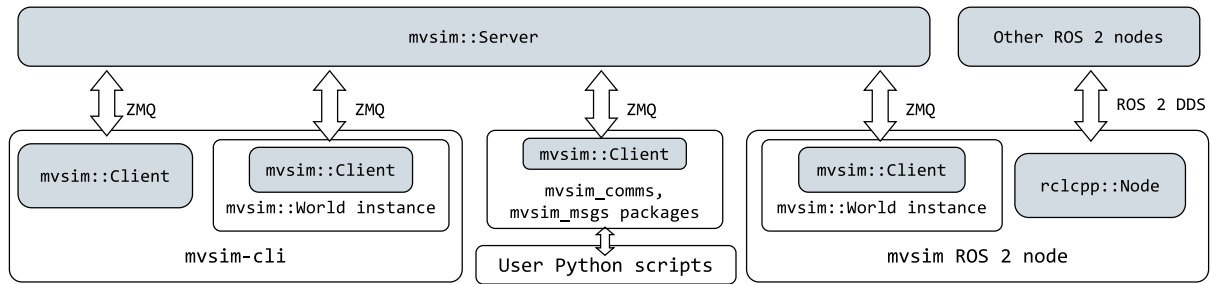 mvsim::Server
Other ROS 2 nodes
ZMQ
ZMQ
ZMQ
ZMQ
ROS 2 DDS
mvsim::Client
mvsim::Client
mvsim::World instance
mvsim-cli
mvsim::Client
mvsim_comms,
mvsim_msgs packages
User Python scripts
mvsim::Client
mvsim::World instance
rclcpp::Node
mvsim ROS 2 node